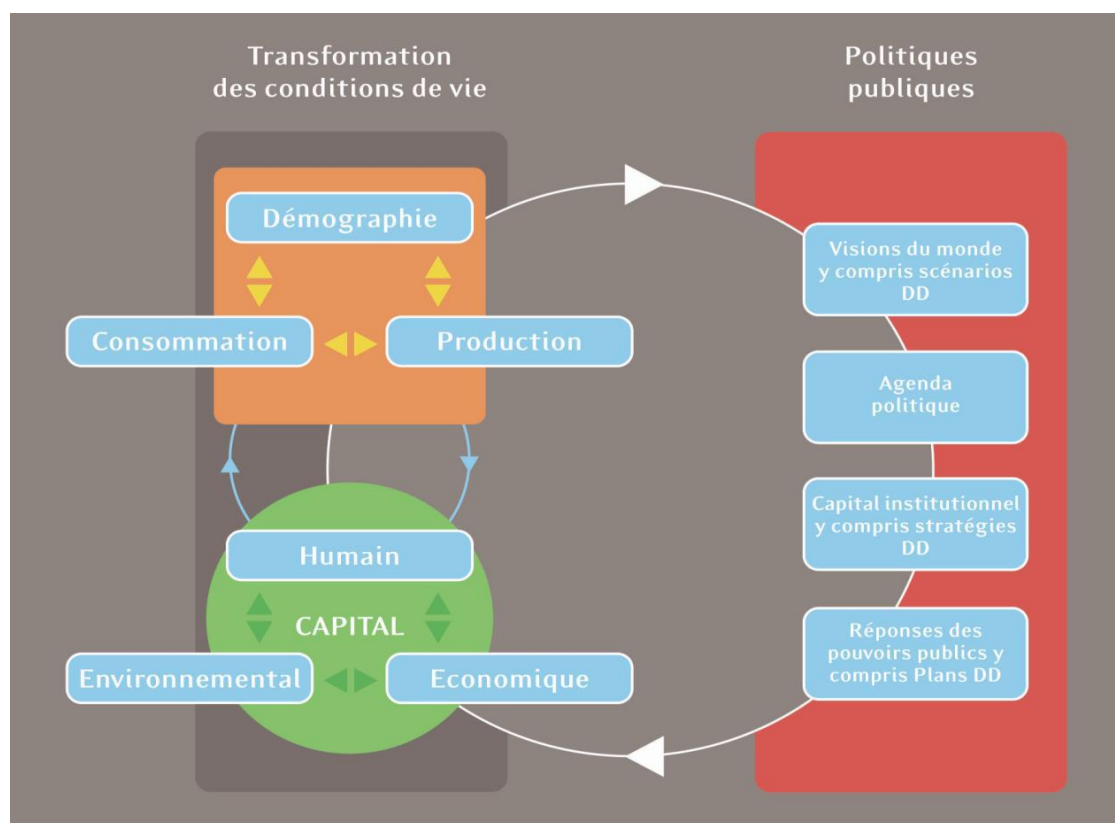 Transformation
des conditions de vie
Politiques
publiques
Démographie
Consommation
Production
Humain
CAPITAL
Environnemental
Economique
Visions du monde
y compris scénarios
DD
Agenda
politique
Capital institutionnel
y compris stratégies
DD
Réponses des
pouvoirs publics y
compris Plans DD